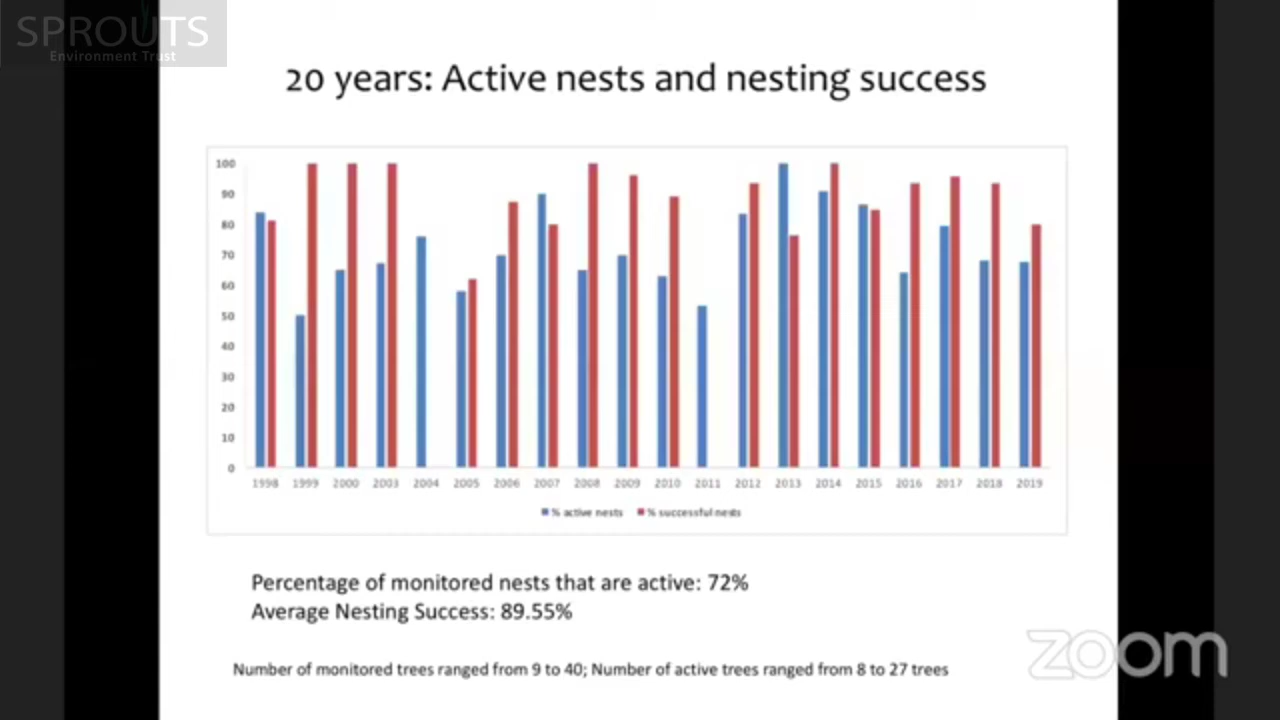 SPROUTS
Environment Trust
20 years: Active nests and nesting success
100
90
80
70
60
50
40
30
20
10
0
1998 1999 2000 2003 2004 2005 2006 2007 2008 2009 2010 2011 2012 2013 2014 2015 2016 2017 2018 2019
% active nests % successful nests
Percentage of monitored nests that are active: 72%
Average Nesting Success: 89.55%
Number of monitored trees ranged from 9 to 40; Number of active trees ranged from 8 to 27 trees
zoom